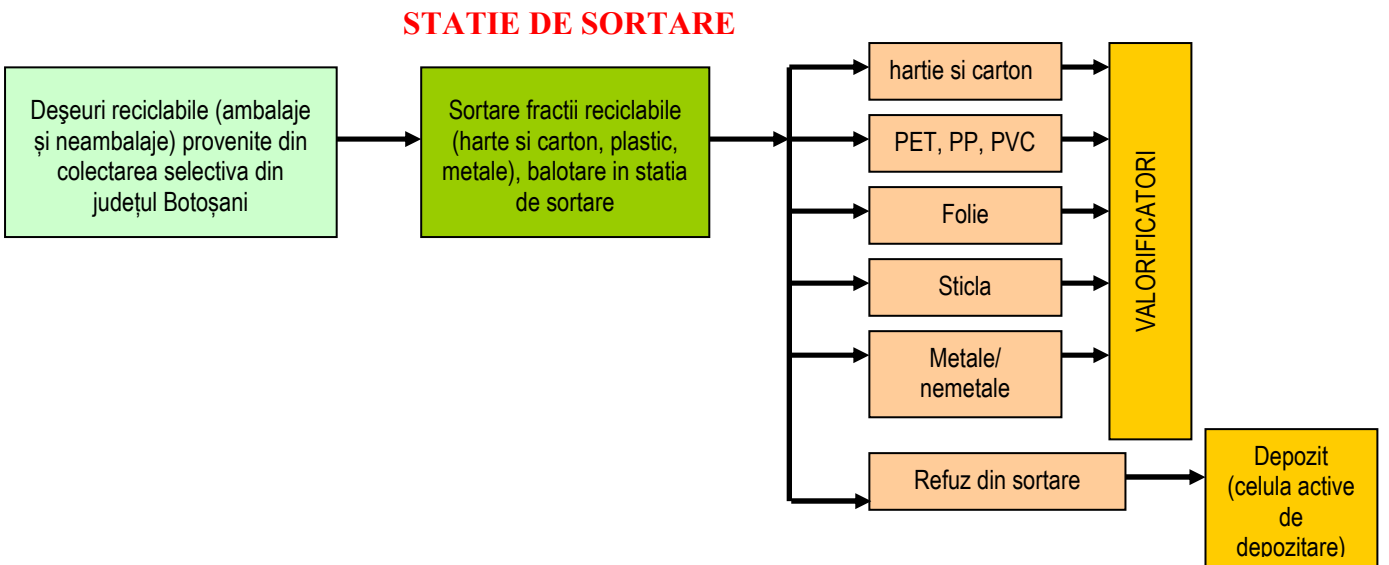 STATIE DE SORTARE
Deşeuri reciclabile (ambalaje
și neambalaje) provenite din
colectarea selectiva din
județul Botoșani
Sortare fractii reciclabile
(harte si carton, plastic,
metale), balotare in statia
de sortare
hartie si carton
PET, PP, PVC
Folie
Sticla
Metale/
nemetale
Refuz din sortare
VALORIFICATORI
Depozit
(celula active
de
depozitare)